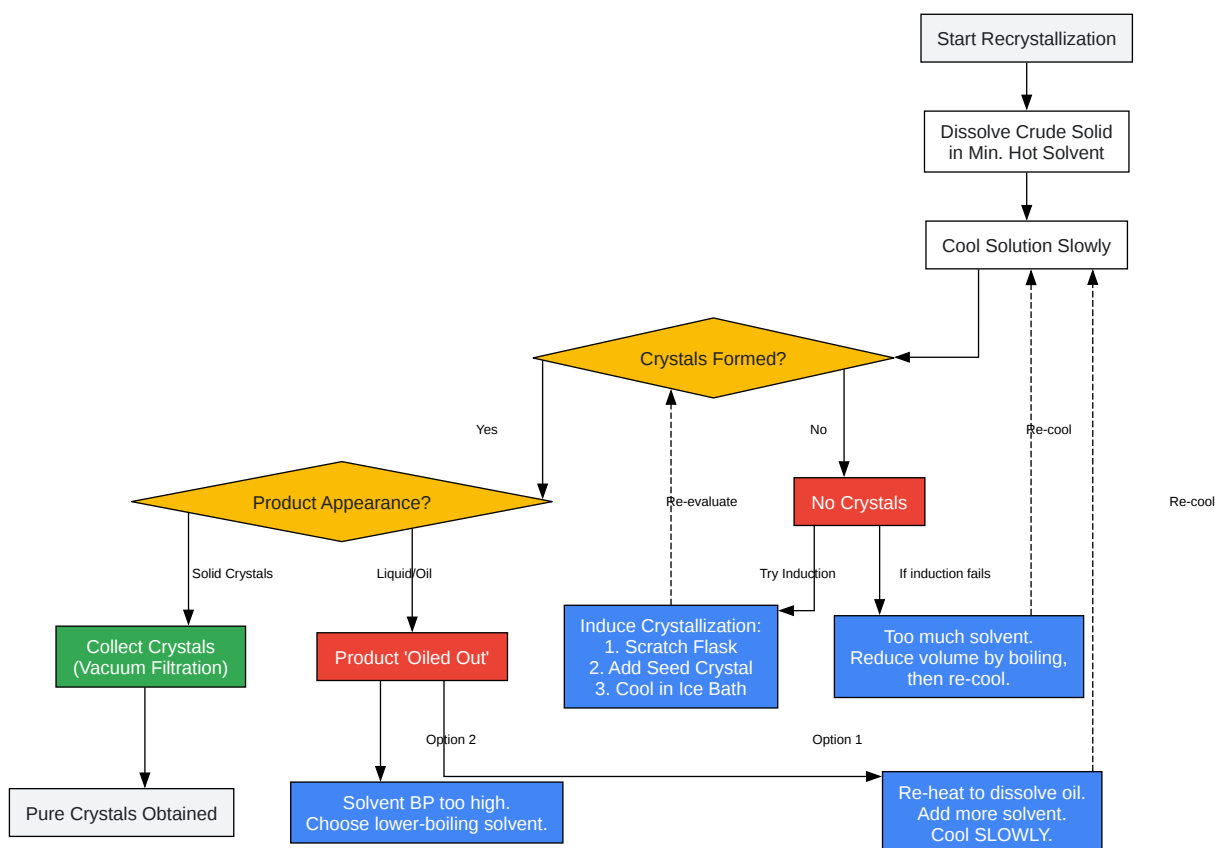 Start Recrystallization
Dissolve Crude Solid
in Min. Hot Solvent
Cool Solution Slowly
Crystals Formed?
Yes
No
Re-cool
Product Appearance?
Re-evaluate
No Crystals
Re-cool
Solid Crystals
Liquid/Oil
Try Induction
If induction fails
Collect Crystals
(Vacuum Filtration)
Product 'Oiled Out'
Induce Crystallization:
1. Scratch Flask
2. Add Seed Crystal
3. Cool in Ice Bath
Too much solvent.
Reduce volume by boiling,
then re-cool.
Option 2
Option 1
Pure Crystals Obtained
Solvent BP too high.
Choose lower-boiling solvent.
Re-heat to dissolve oil.
Add more solvent.
Cool SLOWLY.